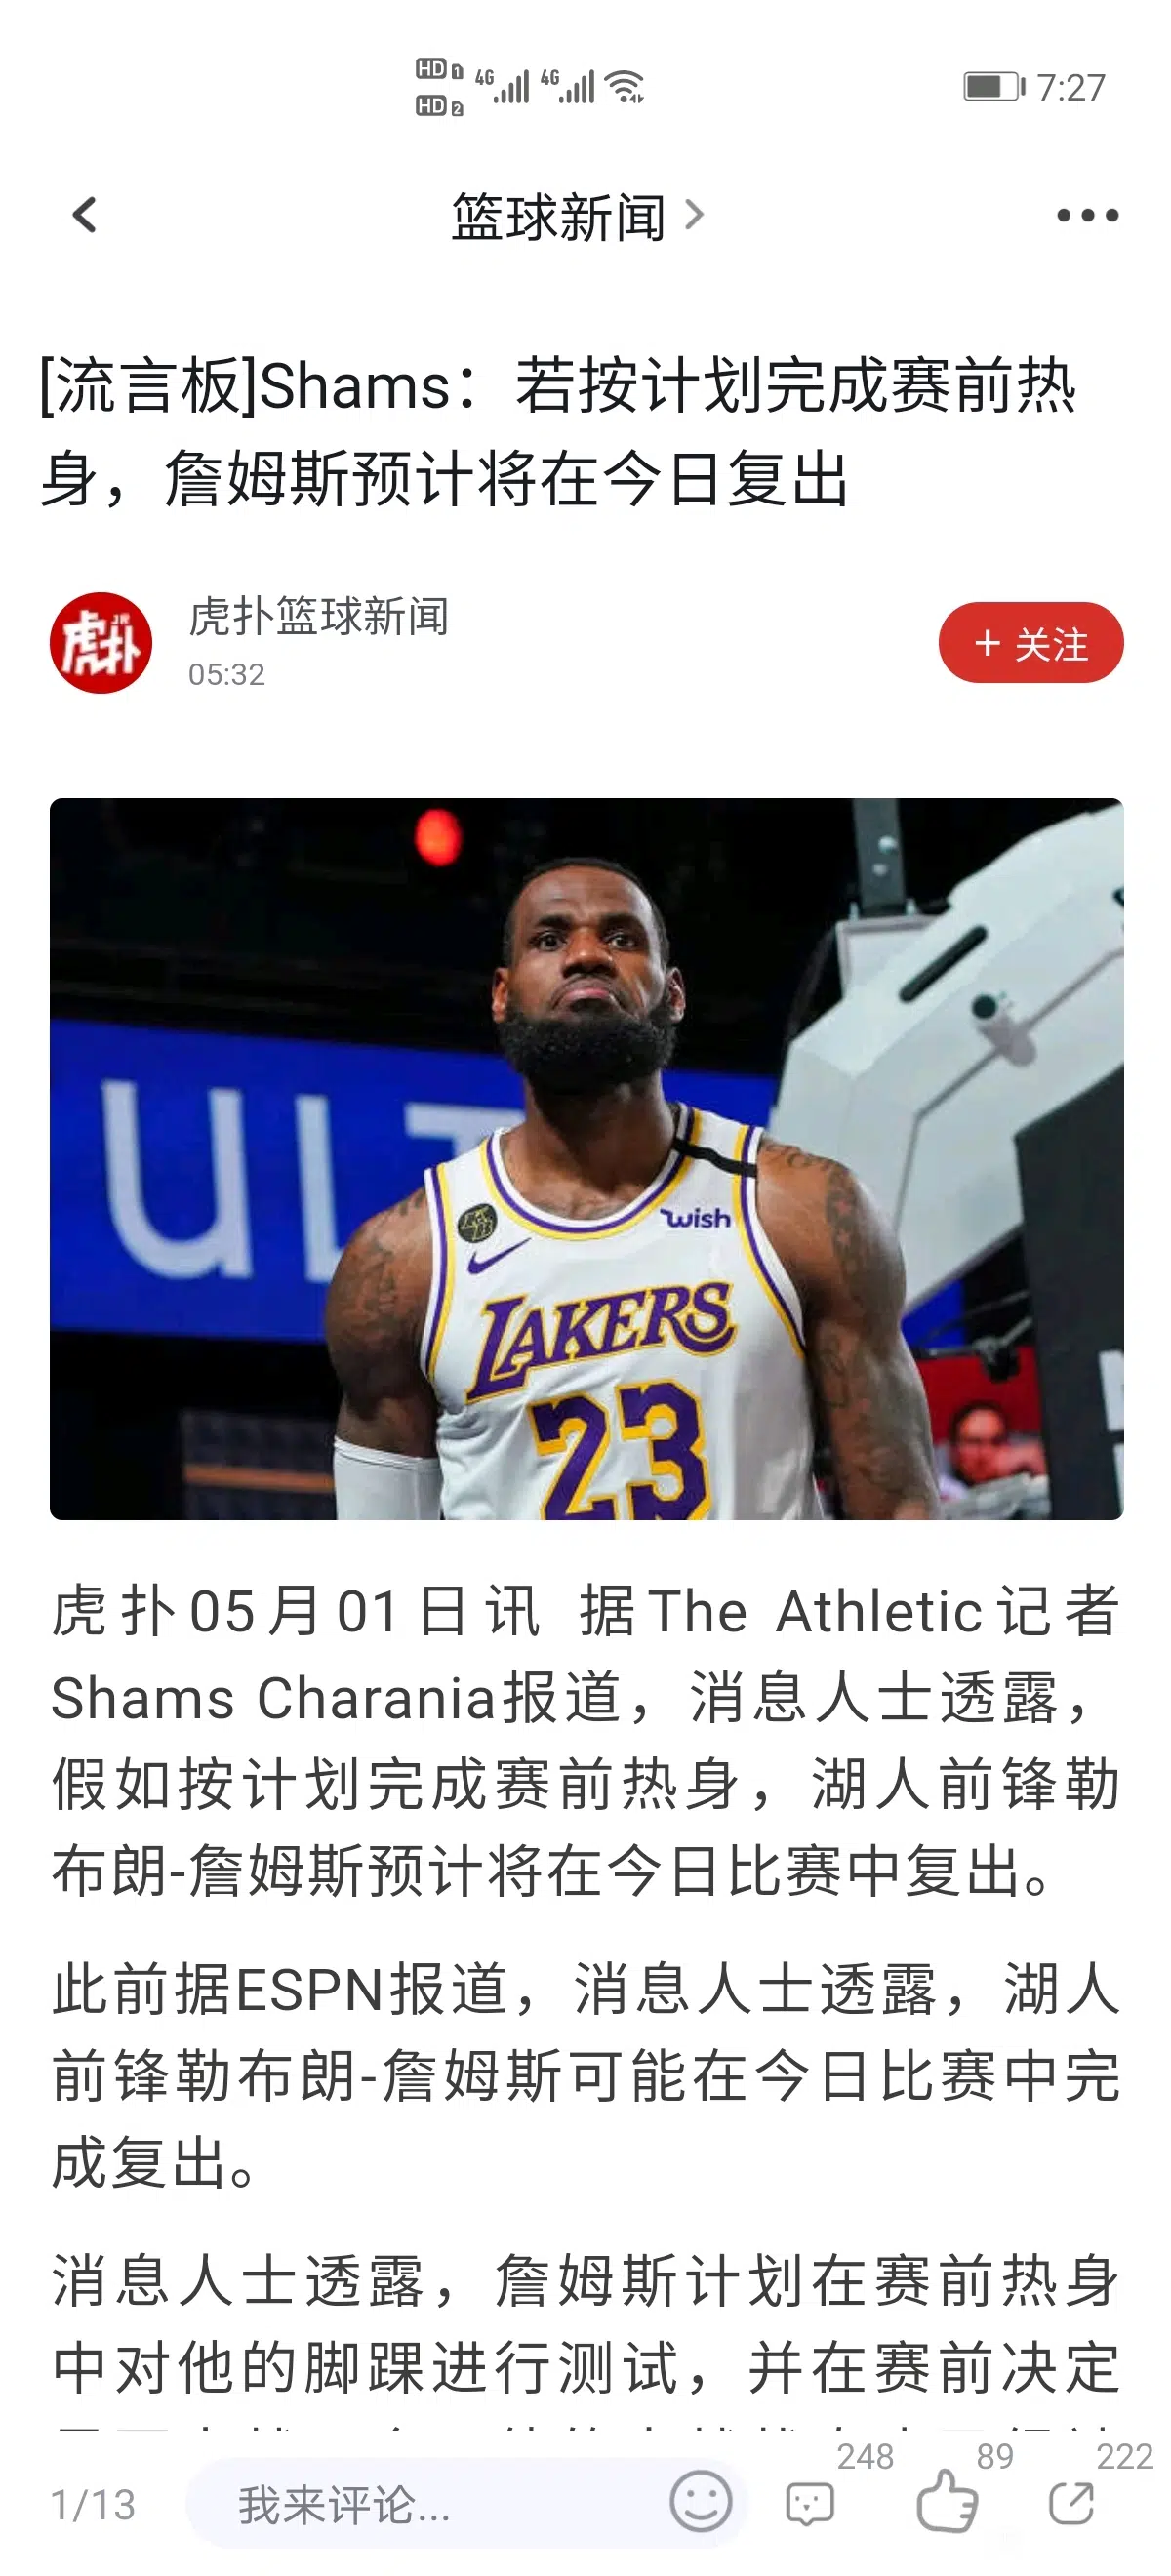 HD 1 4G 4G 7:27
HD 2
篮球新闻
[流言板]Shams：若按计划完成赛前热
身，詹姆斯预计将在今日复出
虎扑篮球新闻
05:32
+ 关注
虎扑
JR
ULT
wish
LAKERS
23
虎扑05月01日讯 据The Athletic记者
Shams Charania报道，消息人士透露，
假如按计划完成赛前热身，湖人前锋勒
布朗-詹姆斯预计将在今日比赛中复出。
此前据ESPN报道，消息人士透露，湖人
前锋勒布朗-詹姆斯可能在今日比赛中完
成复出。
消息人士透露，詹姆斯计划在赛前热身
中对他的脚踝进行测试，并在赛前决定
1/13
我来评论...
248
89
222